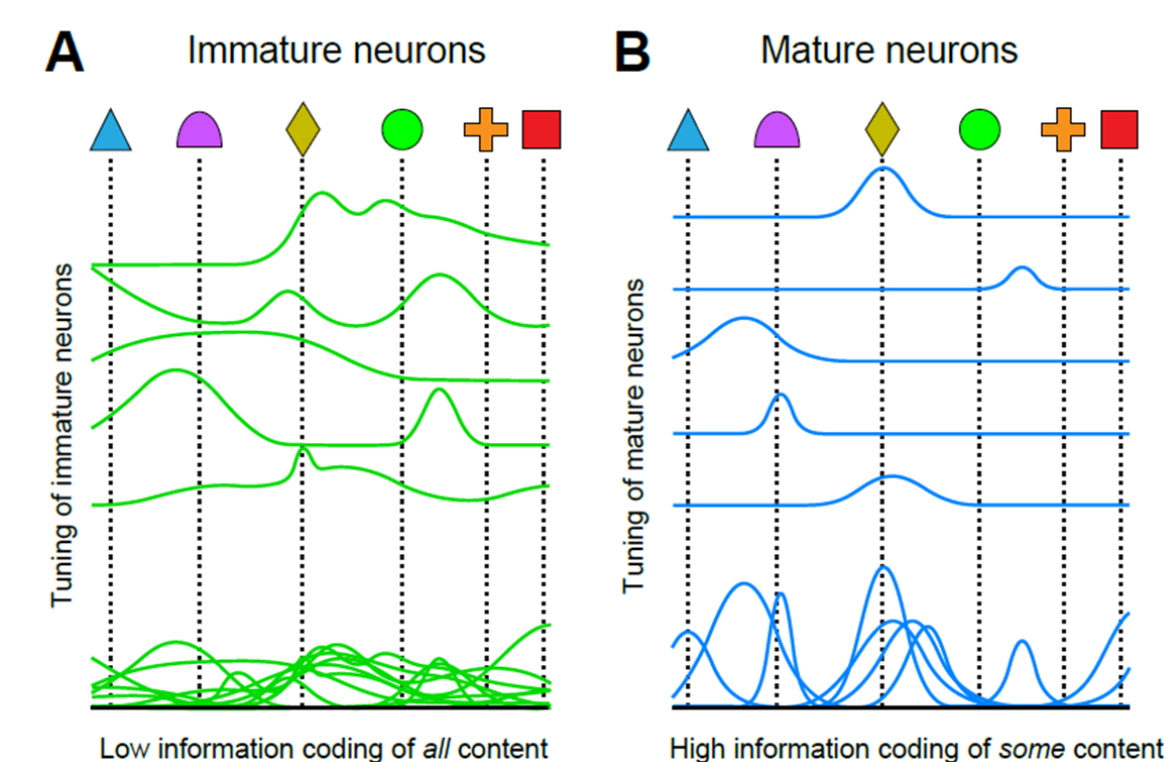 A
Immature neurons
Tuning of immature neurons
Low information coding of all content
B
Mature neurons
Tuning of mature neurons
High information coding of some content